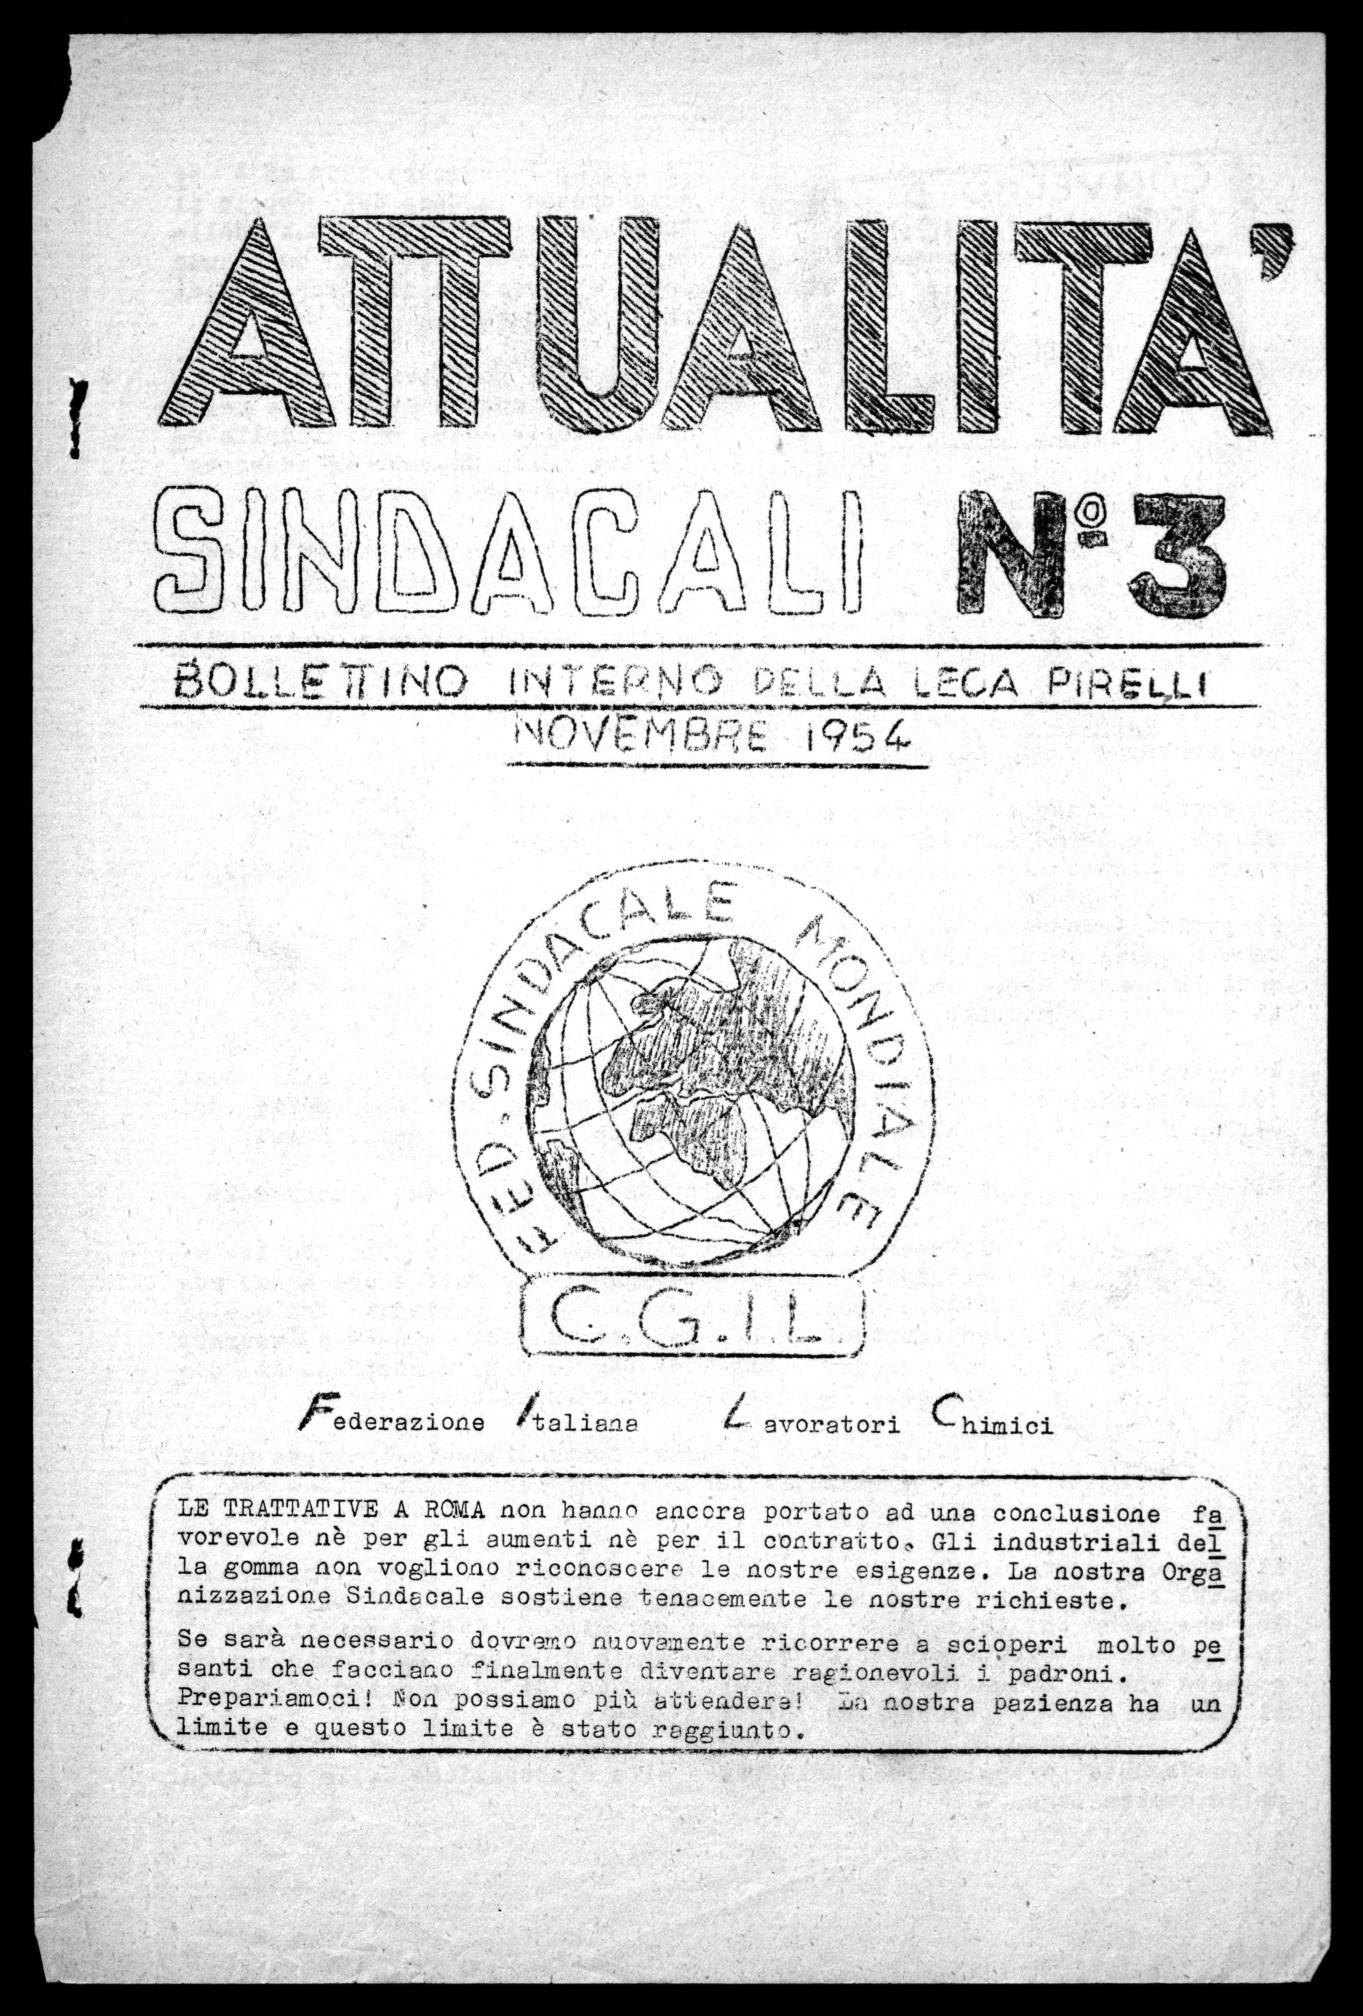 ATTUALITA'
SINDACALI Nº 3
BOLLETTINO INTERNO DELLA LEGA PIRELLI
NOVEMBRE 1954
FED. SINDACALE MONDIALE
C.G.I.L
Federazione Italiana Lavoratori Chimici
LE TRATTATIVE A ROMA non hanno ancora portato ad una conclusione fa
vorevole nè per gli aumenti nè per il contratto. Gli industriali del
la gomma non vogliono riconoscere le nostre esigenze. La nostra Orga
nizzazione Sindacale sostiene tenacemente le nostre richieste.
Se sarà necessario dovremo nuovamente ricorrere a scioperi molto pe
santi che facciano finalmente diventare ragionevoli i padroni.
Prepariamoci! Non possiamo più attendere! La nostra pazienza ha un
limite e questo limite è stato raggiunto.